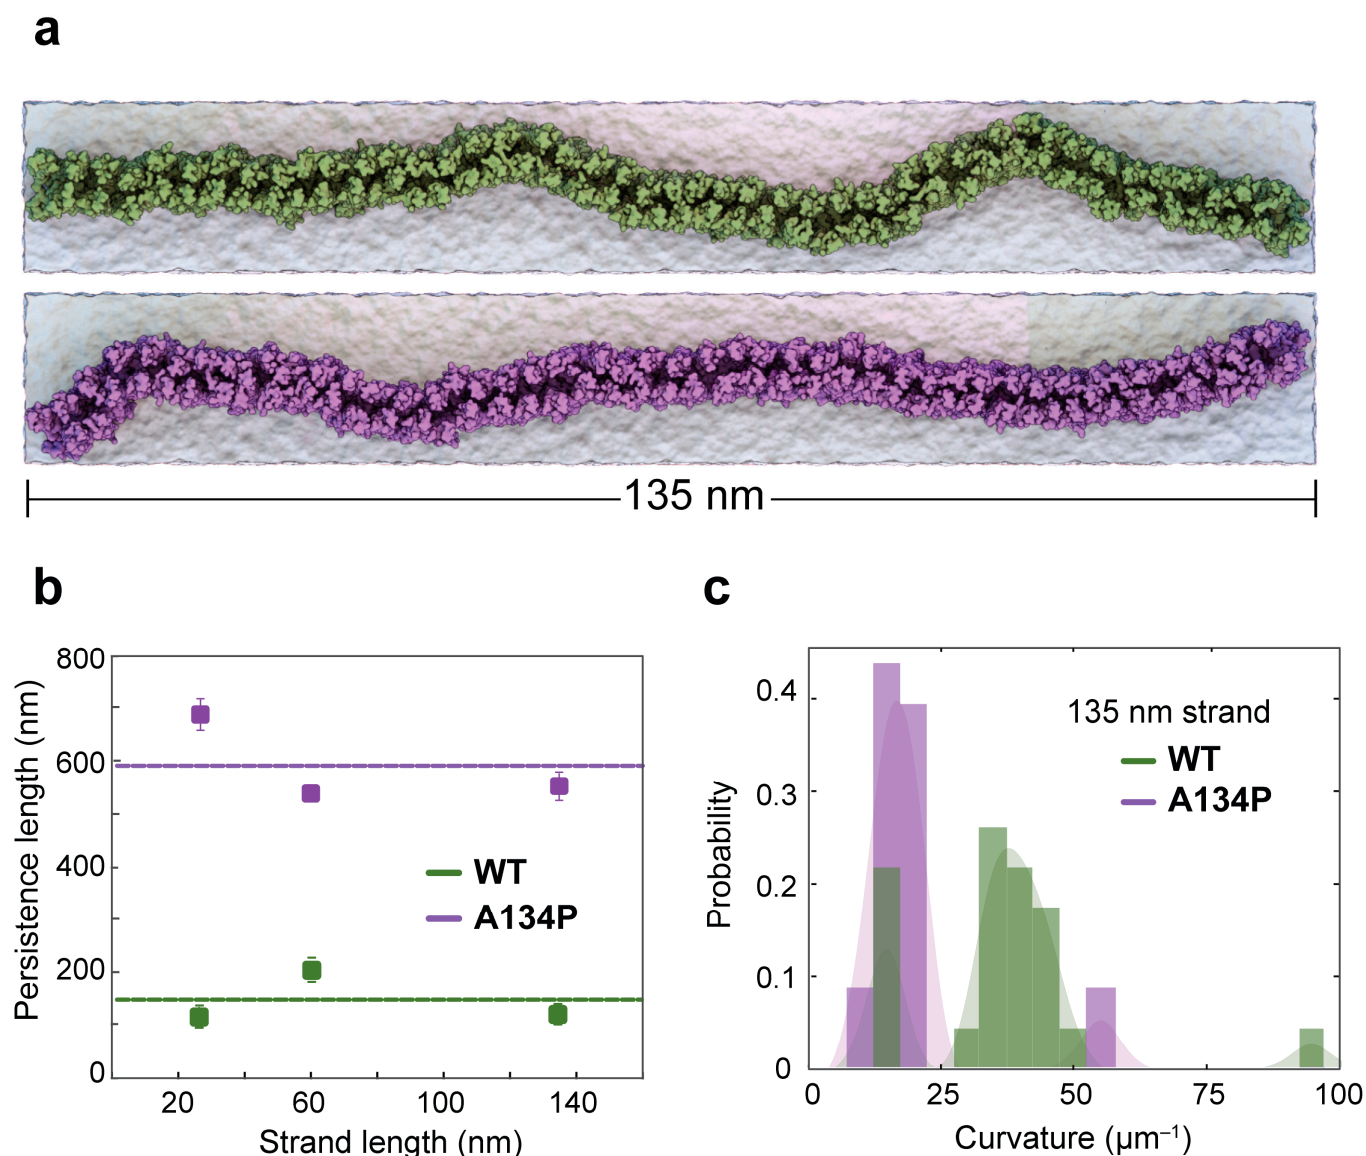 a
135 nm
b
Persistence length (nm)
800
600
400
200
0
20 60 100 140
Strand length (nm)
WT
A134P
c
Probability
0.4
0.3
0.2
0.1
0
0 25 50 75 100
Curvature (µm⁻¹)
135 nm strand
WT
A134P